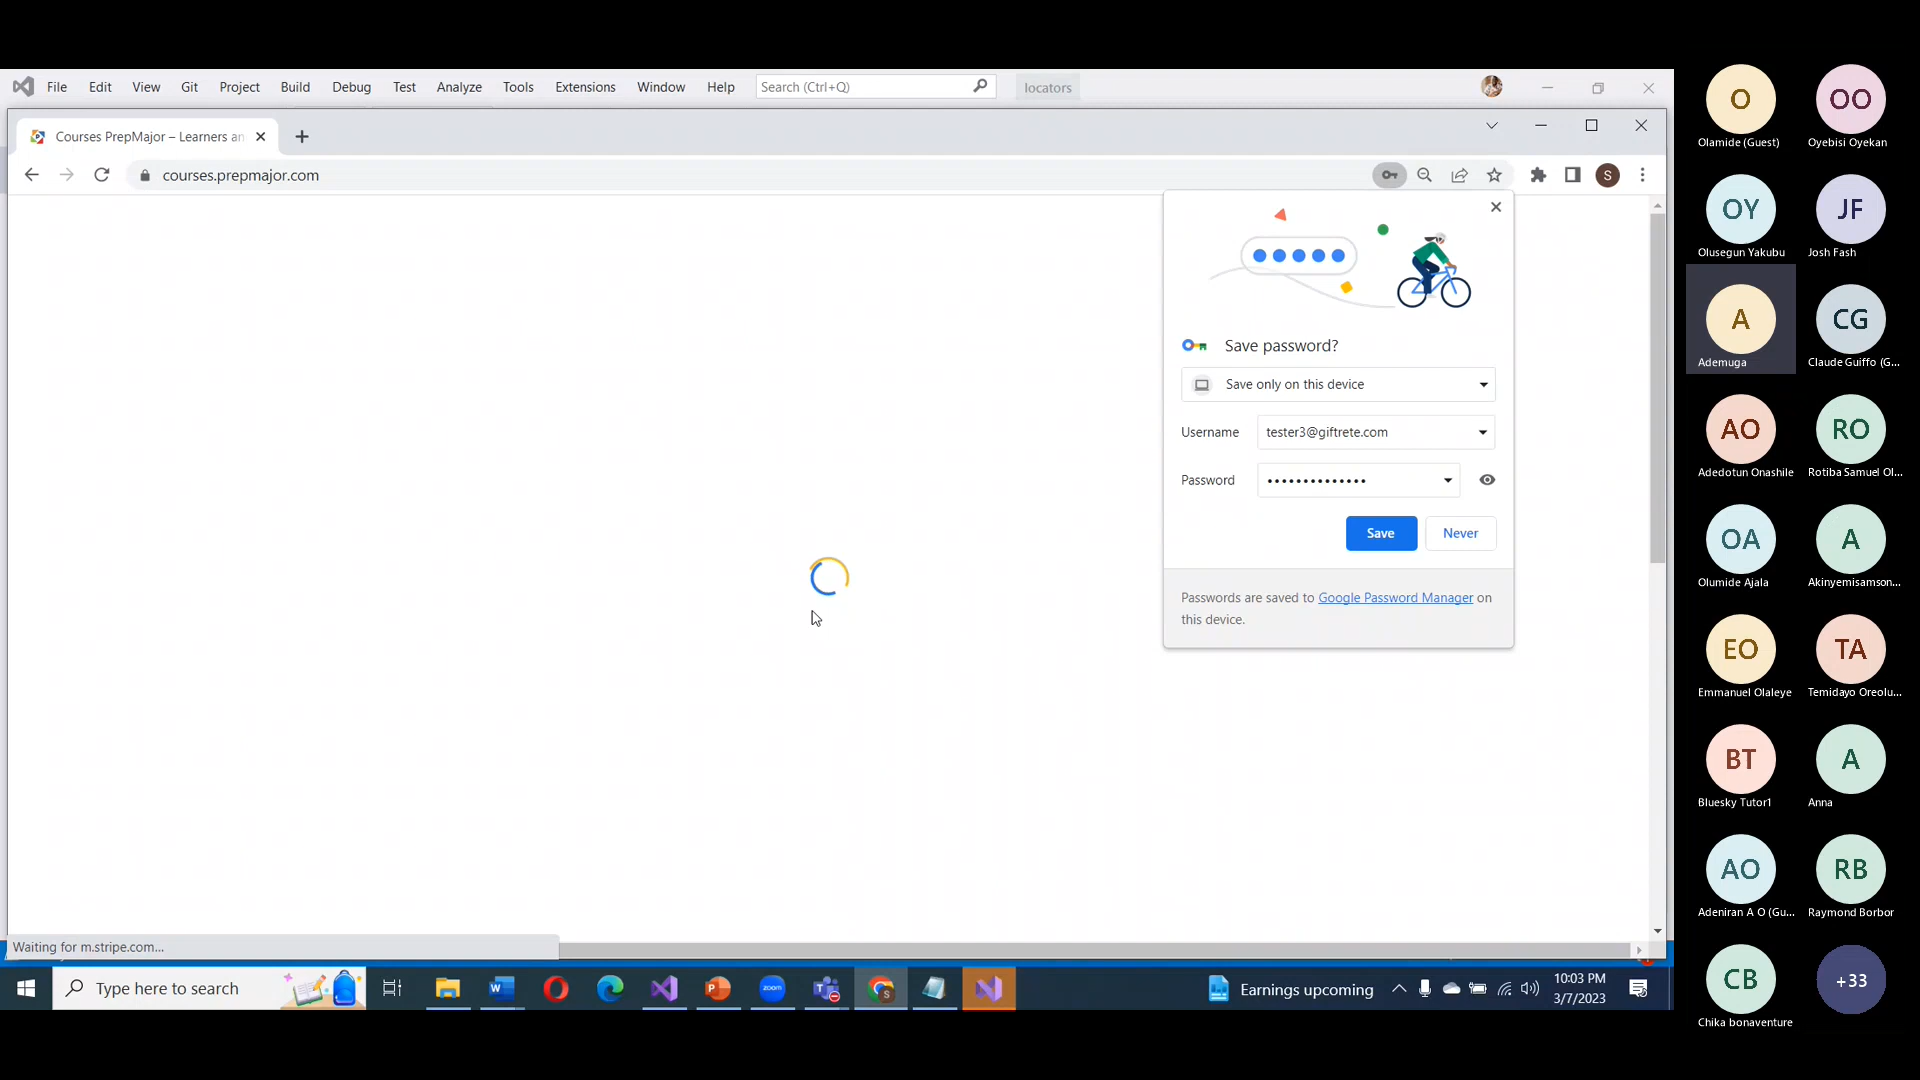 File Edit View Git Project Build Debug Test Analyze Tools Extensions Window Help Search (Ctrl+Q) locators
Courses PrepMajor – Learners an
courses.prepmajor.com
S
Save password?
Save only on this device
Username tester3@giftrete.com
Password ••••••••••••••
Save Never
Passwords are saved to Google Password Manager on
this device.
Waiting for m.stripe.com...
Type here to search
W
P
zoom
T
S
Earnings upcoming
10:03 PM
3/7/2023
O OO
Olamide (Guest) Oyebisi Oyekan
OY JF
Olusegun Yakubu Josh Fash
A CG
Ademuga Claude Guiffo (G...
AO RO
Adedotun Onashile Rotiba Samuel Ol...
OA A
Olumide Ajala Akinyemisamson...
EO TA
Emmanuel Olaleye Temidayo Oreolu...
BT A
Bluesky Tutor1 Anna
AO RB
Adeniran A O (Gu... Raymond Borbor
CB +33
Chika bonaventure